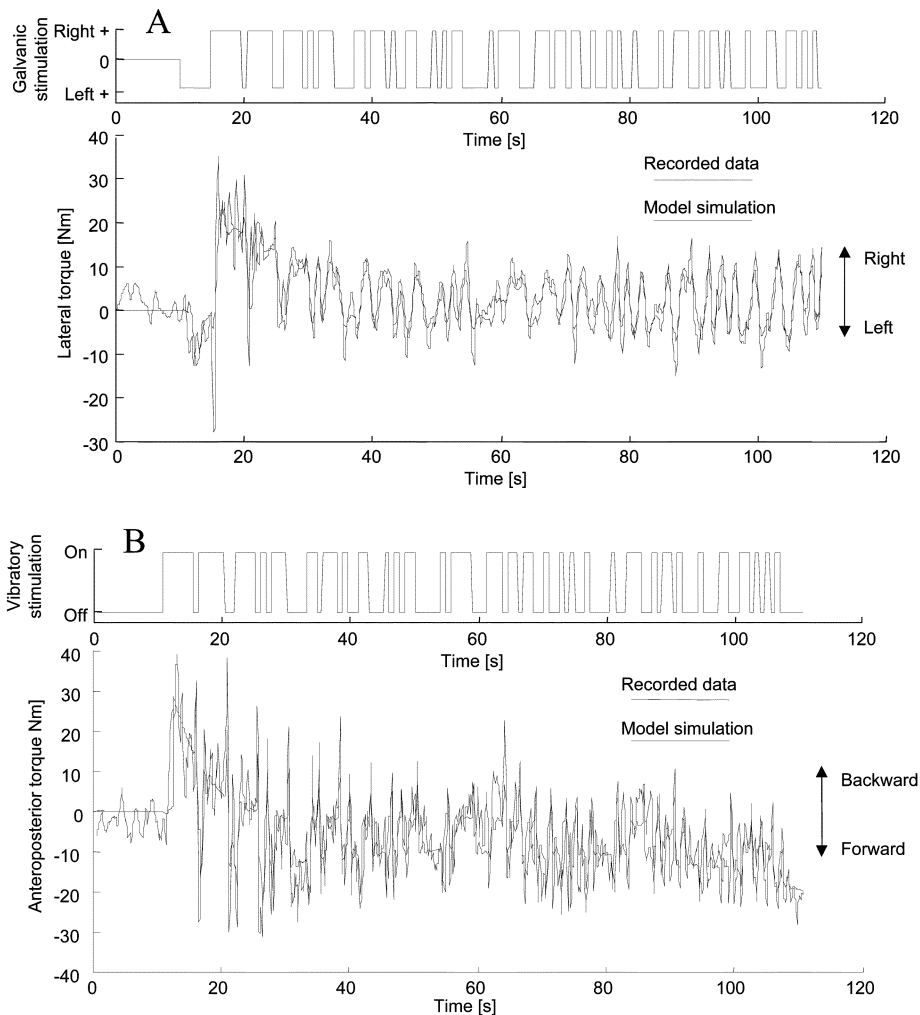 A
Galvanic
stimulation
Right +
0
Left +
0 20 40 60 80 100 120
Time [s]
Lateral torque [Nm]
40
30
20
10
0
-10
-20
-30
Recorded data
Model simulation
Right
Left
0 20 40 60 80 100 120
Time [s]
B
Vibratory
stimulation
On
Off
0 20 40 60 80 100 120
Time [s]
Anteroposterior torque Nm]
40
30
20
10
0
-10
-20
-30
-40
Recorded data
Model simulation
Backward
Forward
0 20 40 60 80 100 120
Time [s]